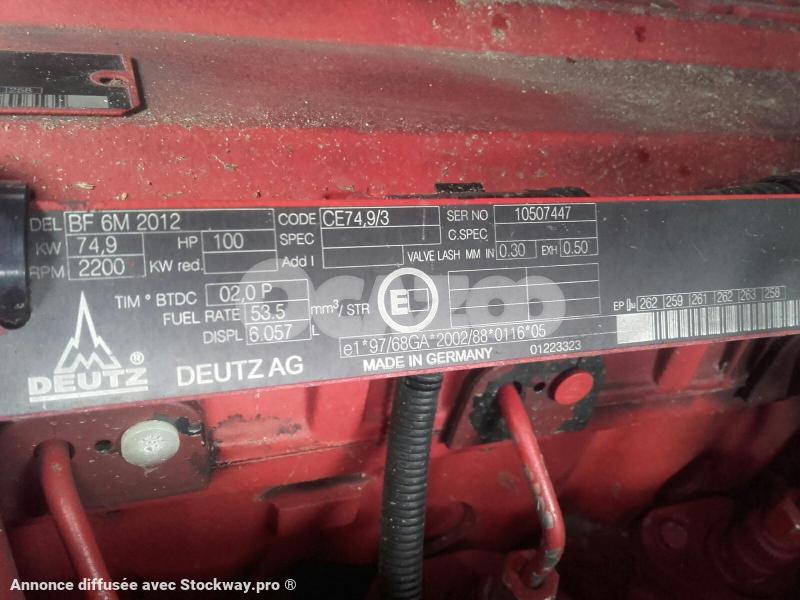 1258
DEL BF 6M 2012 CODE CE74,9/3 SER NO 10507447
KW 74,9 HP 100 SPEC C.SPEC
RPM 2200 KW red. Add I VALVE LASH MM IN 0.30 EXH 0.50
TIM ° BTDC 02,0 P
FUEL RATE 53.5 mm³/ STR E
DISPL 6.057 L
EP 262 259 261 262 263 258
e1*97/68GA*2002/88*0116*05
DEUTZ ® DEUTZ AG MADE IN GERMANY 01223323
OCAZOO
Annonce diffusée avec Stockway.pro ®